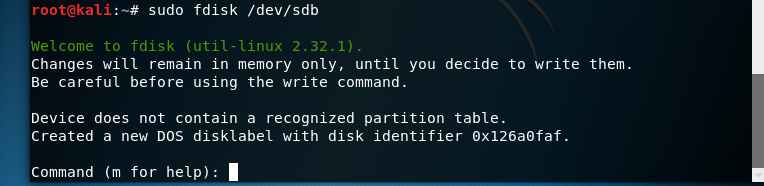 root@kali:~# sudo fdisk /dev/sdb
Welcome to fdisk (util-linux 2.32.1).
Changes will remain in memory only, until you decide to write them.
Be careful before using the write command.
Device does not contain a recognized partition table.
Created a new DOS disklabel with disk identifier 0x126a0faf.
Command (m for help):